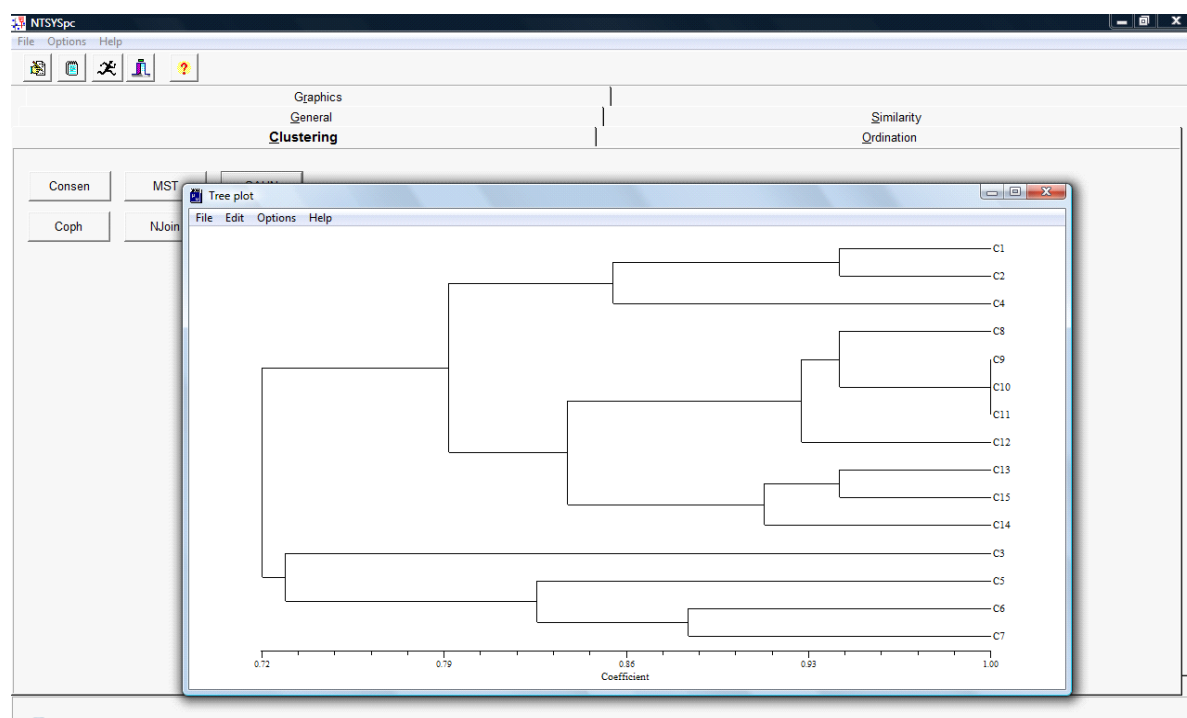 NTSYSpc
File Options Help
?
Graphics
General Similarity
Clustering Ordination
Consen MST
Tree plot
Coph NJoin
File Edit Options Help
C1
C2
C4
C8
C9
C10
C11
C12
C13
C15
C14
C3
C5
C6
C7
0.72 0.79 0.86 0.93 1.00
Coefficient